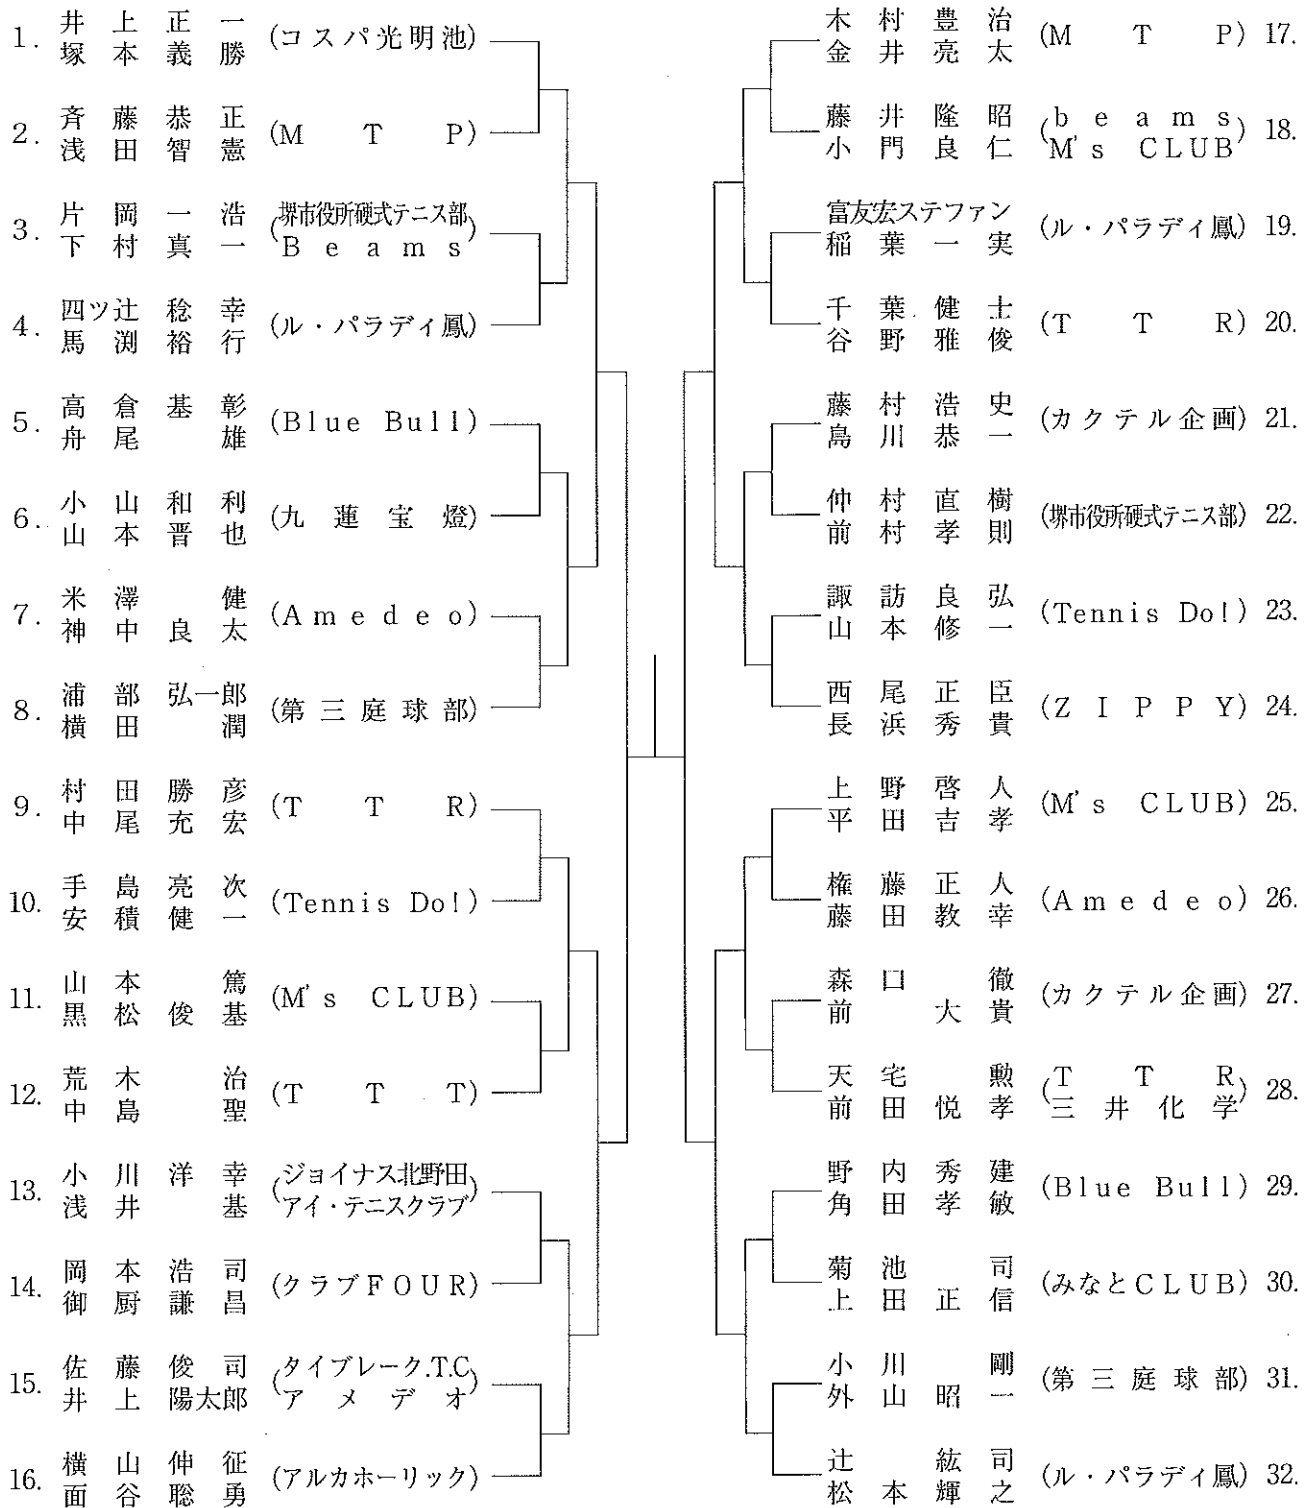 1. 井上正一 (コスパ光明池)
塚本義勝
2. 斉藤恭正 (MTP)
浅田智憲
3. 片岡一浩 (堺市役所硬式テニス部
下村真一 Beams)
4. 四ツ辻稔幸 (ル・パラディ鳳)
馬渕裕行
5. 高倉基彰 (Blue Bull)
舟尾雄
6. 小山和利 (九蓮宝燈)
山本晋也
7. 米澤健 (Amedeo)
神中良太
8. 浦部弘一郎 (第三庭球部)
横田潤
9. 村田勝彦 (TTR)
中尾充宏
10. 手島亮次 (Tennis Do!)
安積健一
11. 山本篤 (M's CLUB)
黒松俊基
12. 荒木治 (TTT)
中島聖
13. 小川洋幸 (ジョイナス北野田
浅井基 アイ・テニスクラブ)
14. 岡本浩司 (クラブFOUR)
御厨謙昌
15. 佐藤俊司 (タイブレーク.T.C
井上陽太郎 アメデオ)
16. 横山伸征 (アルカホーリック)
面谷聡勇
木村豊治 (MTP) 17.
金井亮太
藤井隆昭 (beams 18.
小門良仁 M's CLUB)
富友宏ステファン (ル・パラディ鳳) 19.
稲葉一実
千葉健士 (TTR) 20.
谷野雅俊
藤村浩史 (カクテル企画) 21.
島川恭一
仲村直樹 (堺市役所硬式テニス部) 22.
前村孝則
諏訪良弘 (Tennis Do!) 23.
山本修一
西尾正臣 (ZIPPY) 24.
長浜秀貴
上野啓人 (M's CLUB) 25.
平田吉孝
権藤正人 (Amedeo) 26.
藤田教幸
森口徹 (カクテル企画) 27.
前大貴
天宅勲 (TTR 28.
前田悦孝 三井化学)
野内秀建 (Blue Bull) 29.
角田孝敏
菊池司 (みなとCLUB) 30.
上田正信
小川剛 (第三庭球部) 31.
外山昭一
辻紘司 (ル・パラディ鳳) 32.
松本輝之